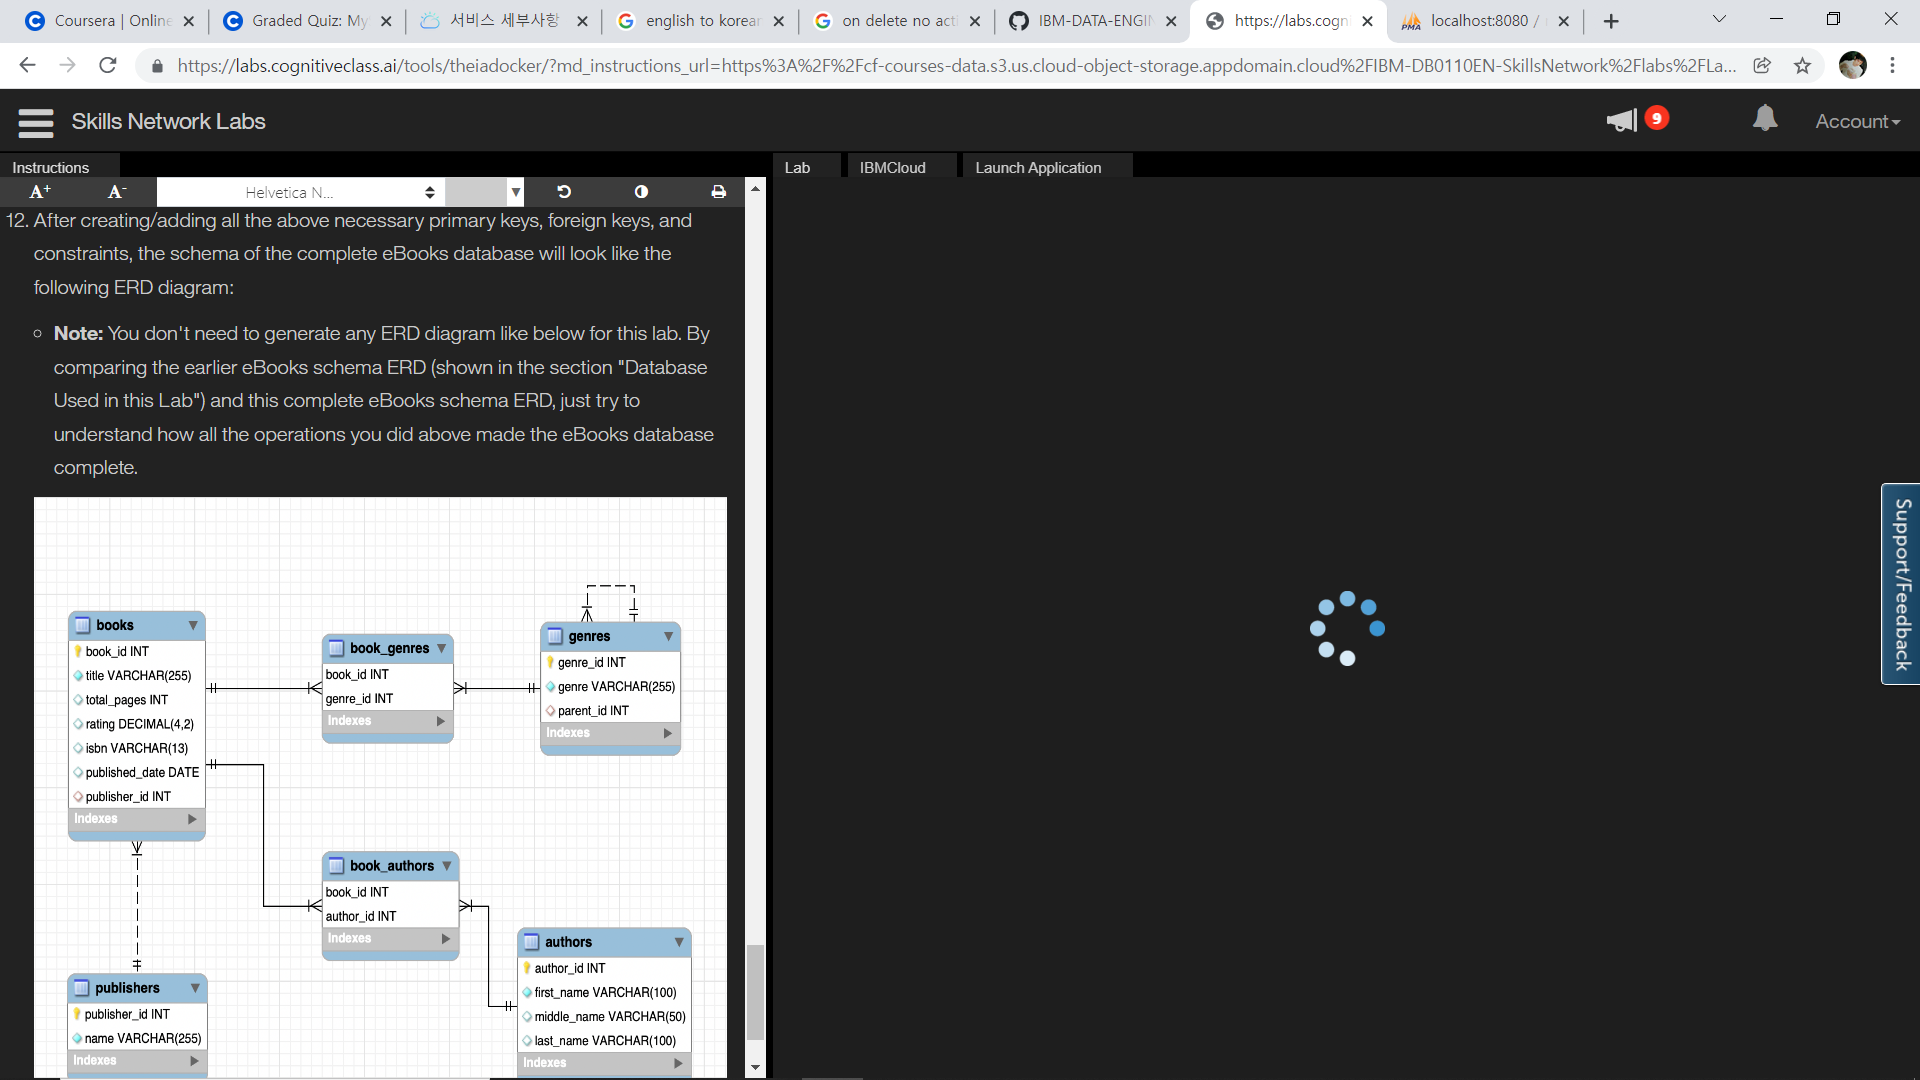 Coursera | Online
Graded Quiz: My
서비스 세부사항
english to korean
on delete no acti
IBM-DATA-ENGIN
https://labs.cogni
localhost:8080 /
https://labs.cognitiveclass.ai/tools/theiadocker/?md_instructions_url=https%3A%2F%2Fcf-courses-data.s3.us.cloud-object-storage.appdomain.cloud%2FIBM-DB0110EN-SkillsNetwork%2Flabs%2FLa...
Skills Network Labs
9
Account
Instructions
Lab
IBMCloud
Launch Application
A+
A-
Helvetica N...
12. After creating/adding all the above necessary primary keys, foreign keys, and
constraints, the schema of the complete eBooks database will look like the
following ERD diagram:
Note: You don't need to generate any ERD diagram like below for this lab. By
comparing the earlier eBooks schema ERD (shown in the section "Database
Used in this Lab") and this complete eBooks schema ERD, just try to
understand how all the operations you did above made the eBooks database
complete.
books
book_id INT
title VARCHAR(255)
total_pages INT
rating DECIMAL(4,2)
isbn VARCHAR(13)
published_date DATE
publisher_id INT
Indexes
book_genres
book_id INT
genre_id INT
Indexes
genres
genre_id INT
genre VARCHAR(255)
parent_id INT
Indexes
book_authors
book_id INT
author_id INT
Indexes
authors
author_id INT
first_name VARCHAR(100)
middle_name VARCHAR(50)
last_name VARCHAR(100)
Indexes
publishers
publisher_id INT
name VARCHAR(255)
Indexes
Support/Feedback